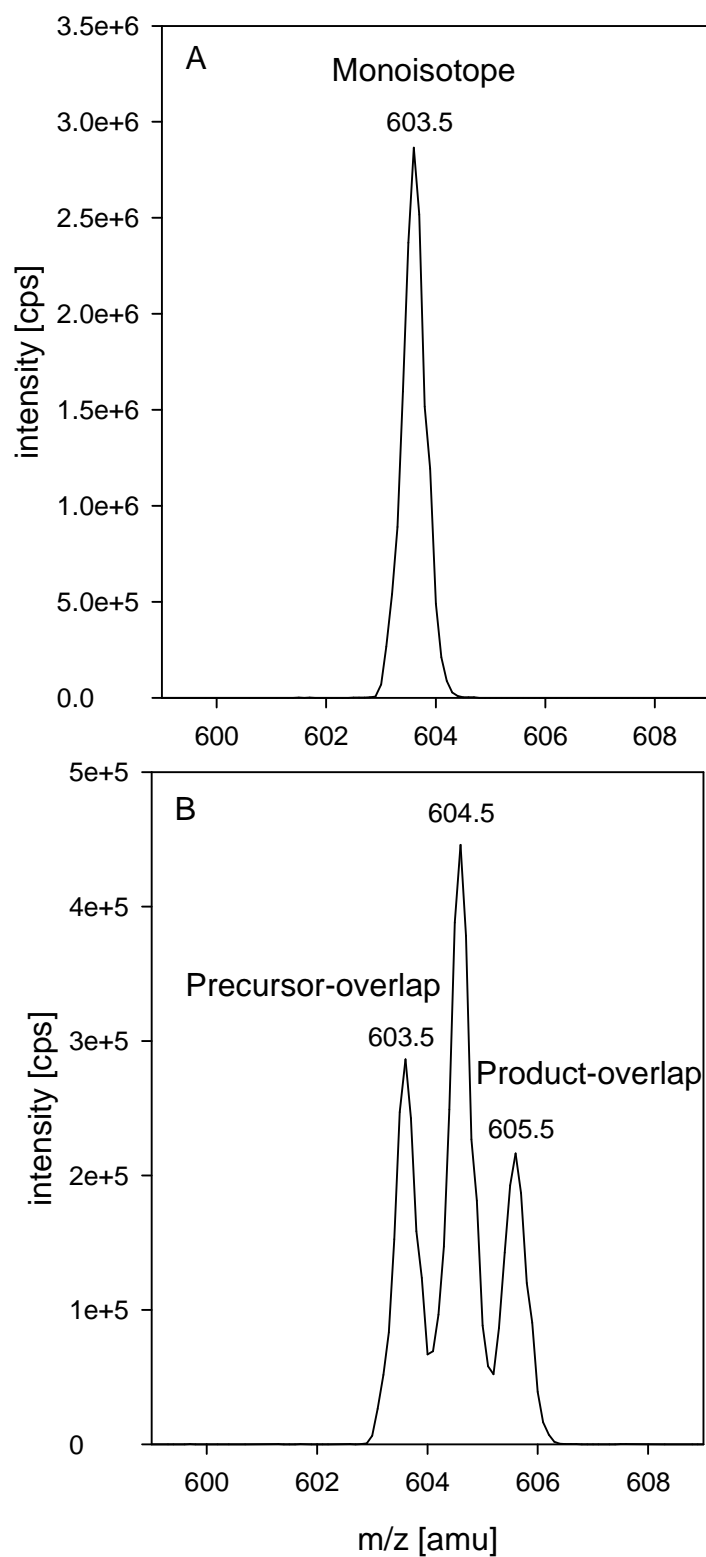 A
Monoisotope
603.5
intensity [cps]
3.5e+6
3.0e+6
2.5e+6
2.0e+6
1.5e+6
1.0e+6
5.0e+5
0.0
600 602 604 606 608
B
604.5
Precursor-overlap
603.5
Product-overlap
605.5
intensity [cps]
5e+5
4e+5
3e+5
2e+5
1e+5
0
600 602 604 606 608
m/z [amu]